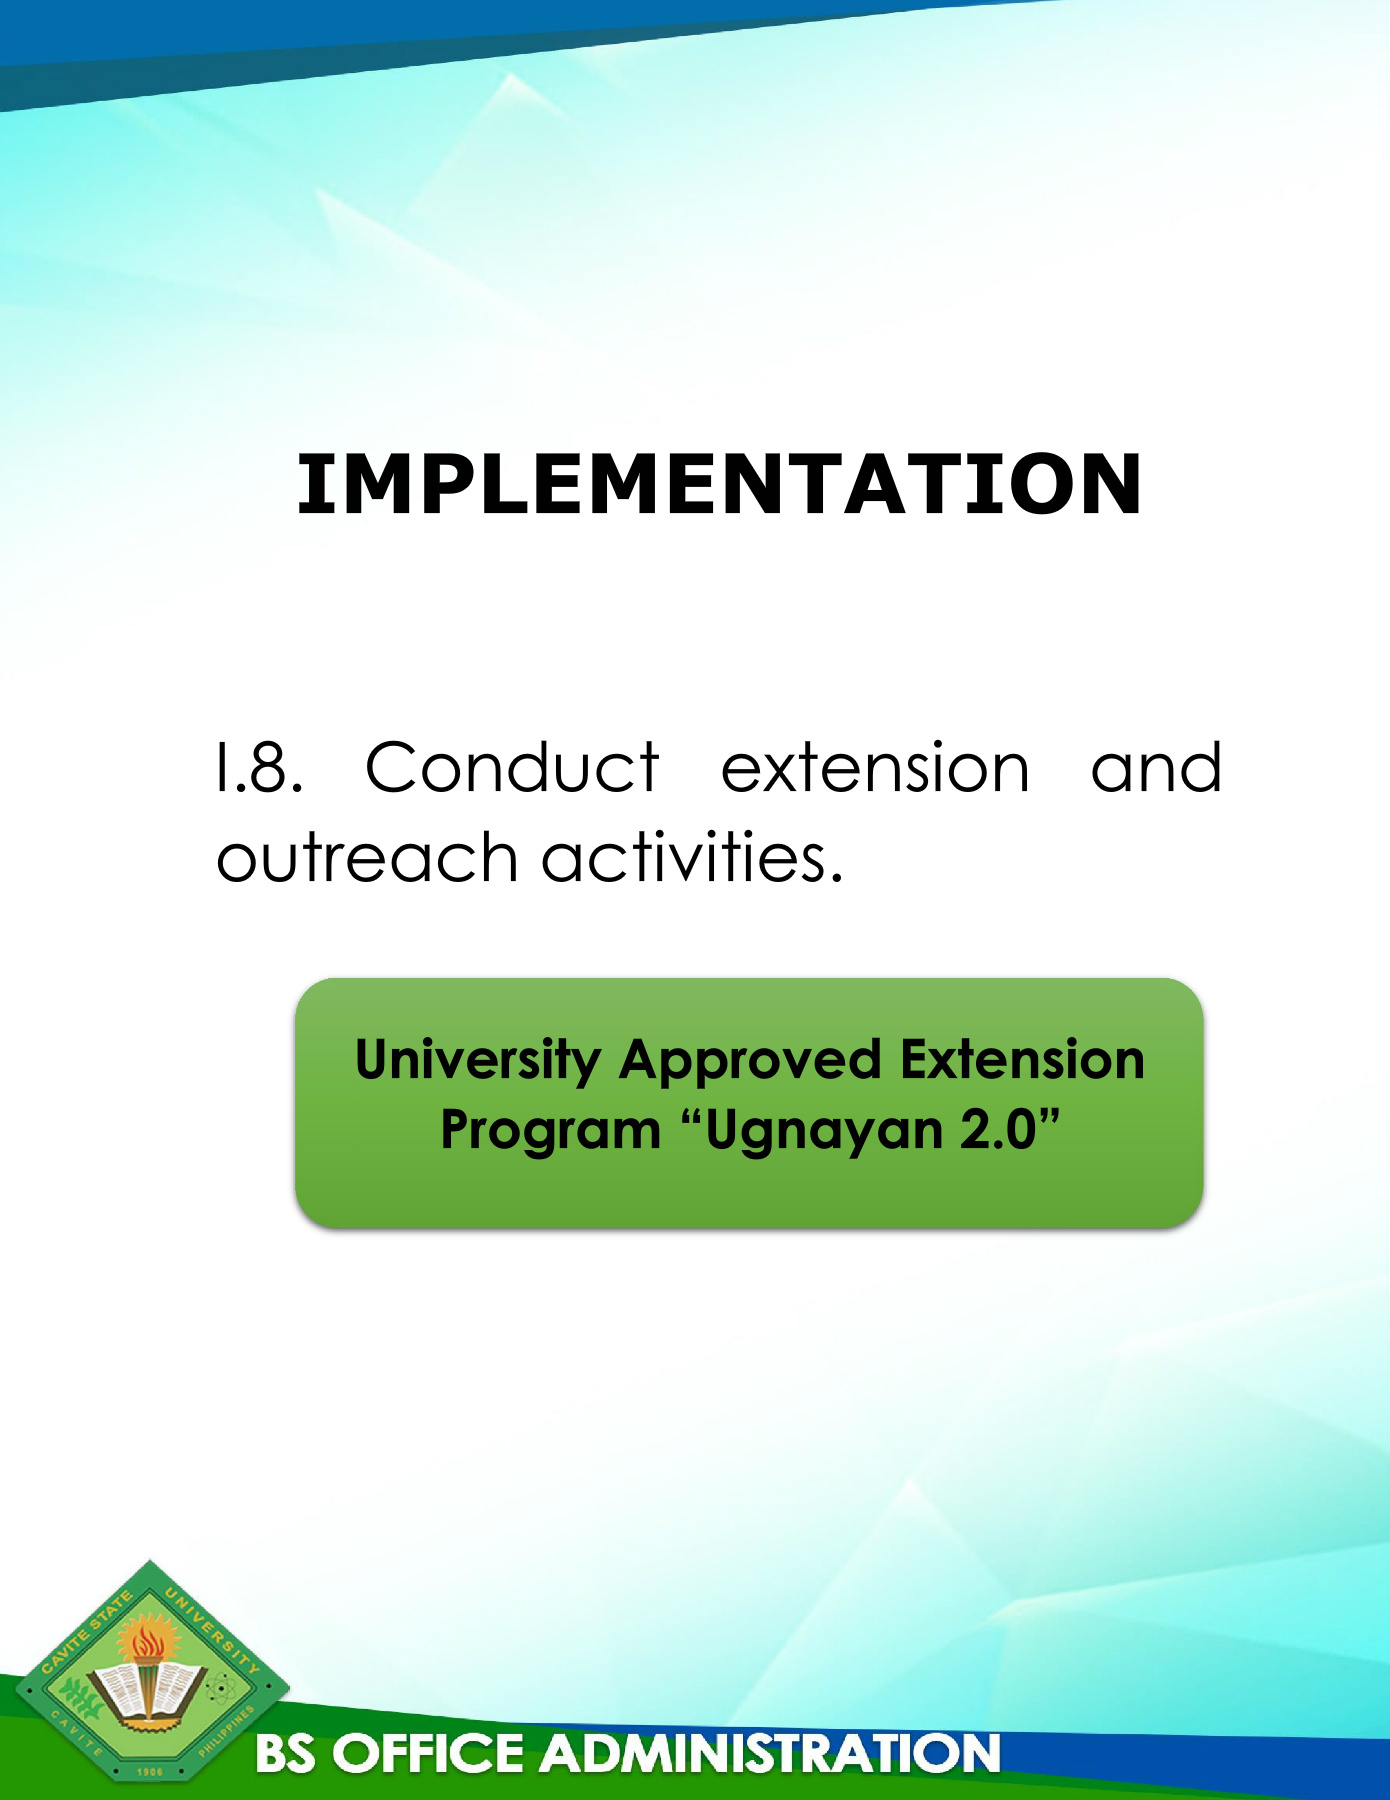 IMPLEMENTATION
I.8. Conduct extension and
outreach activities.
University Approved Extension
Program “Ugnayan 2.0”
CAVITE STATE UNIVERSITY
CAVITE PHILIPPINES
1906
BS OFFICE ADMINISTRATION